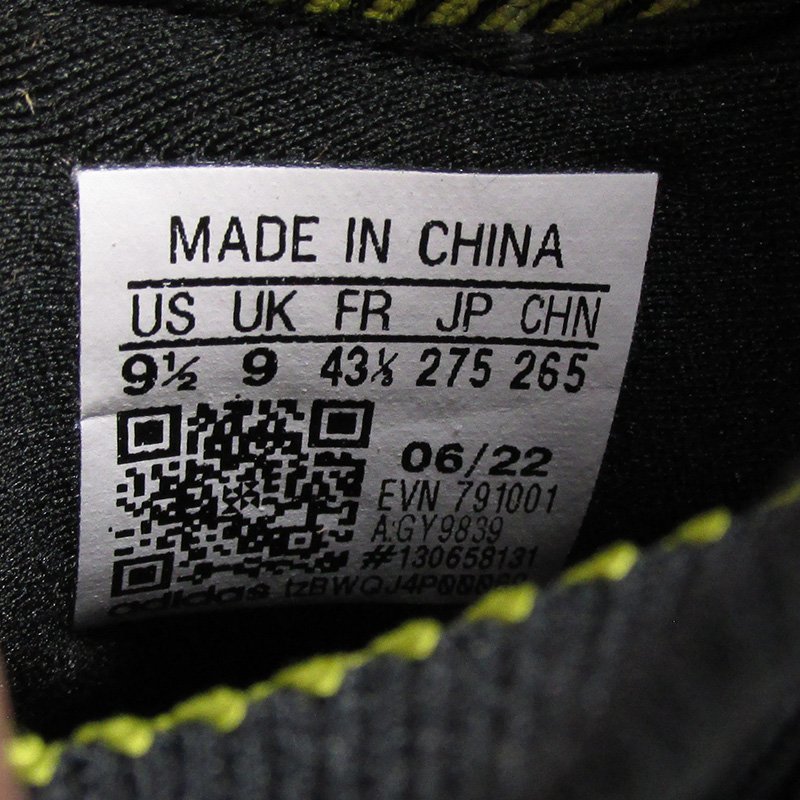 MADE IN CHINA
US UK FR JP CHN
9½ 9 43⅓ 275 265
06/22
EVN 791001
A:GY9839
#130658131
adidas